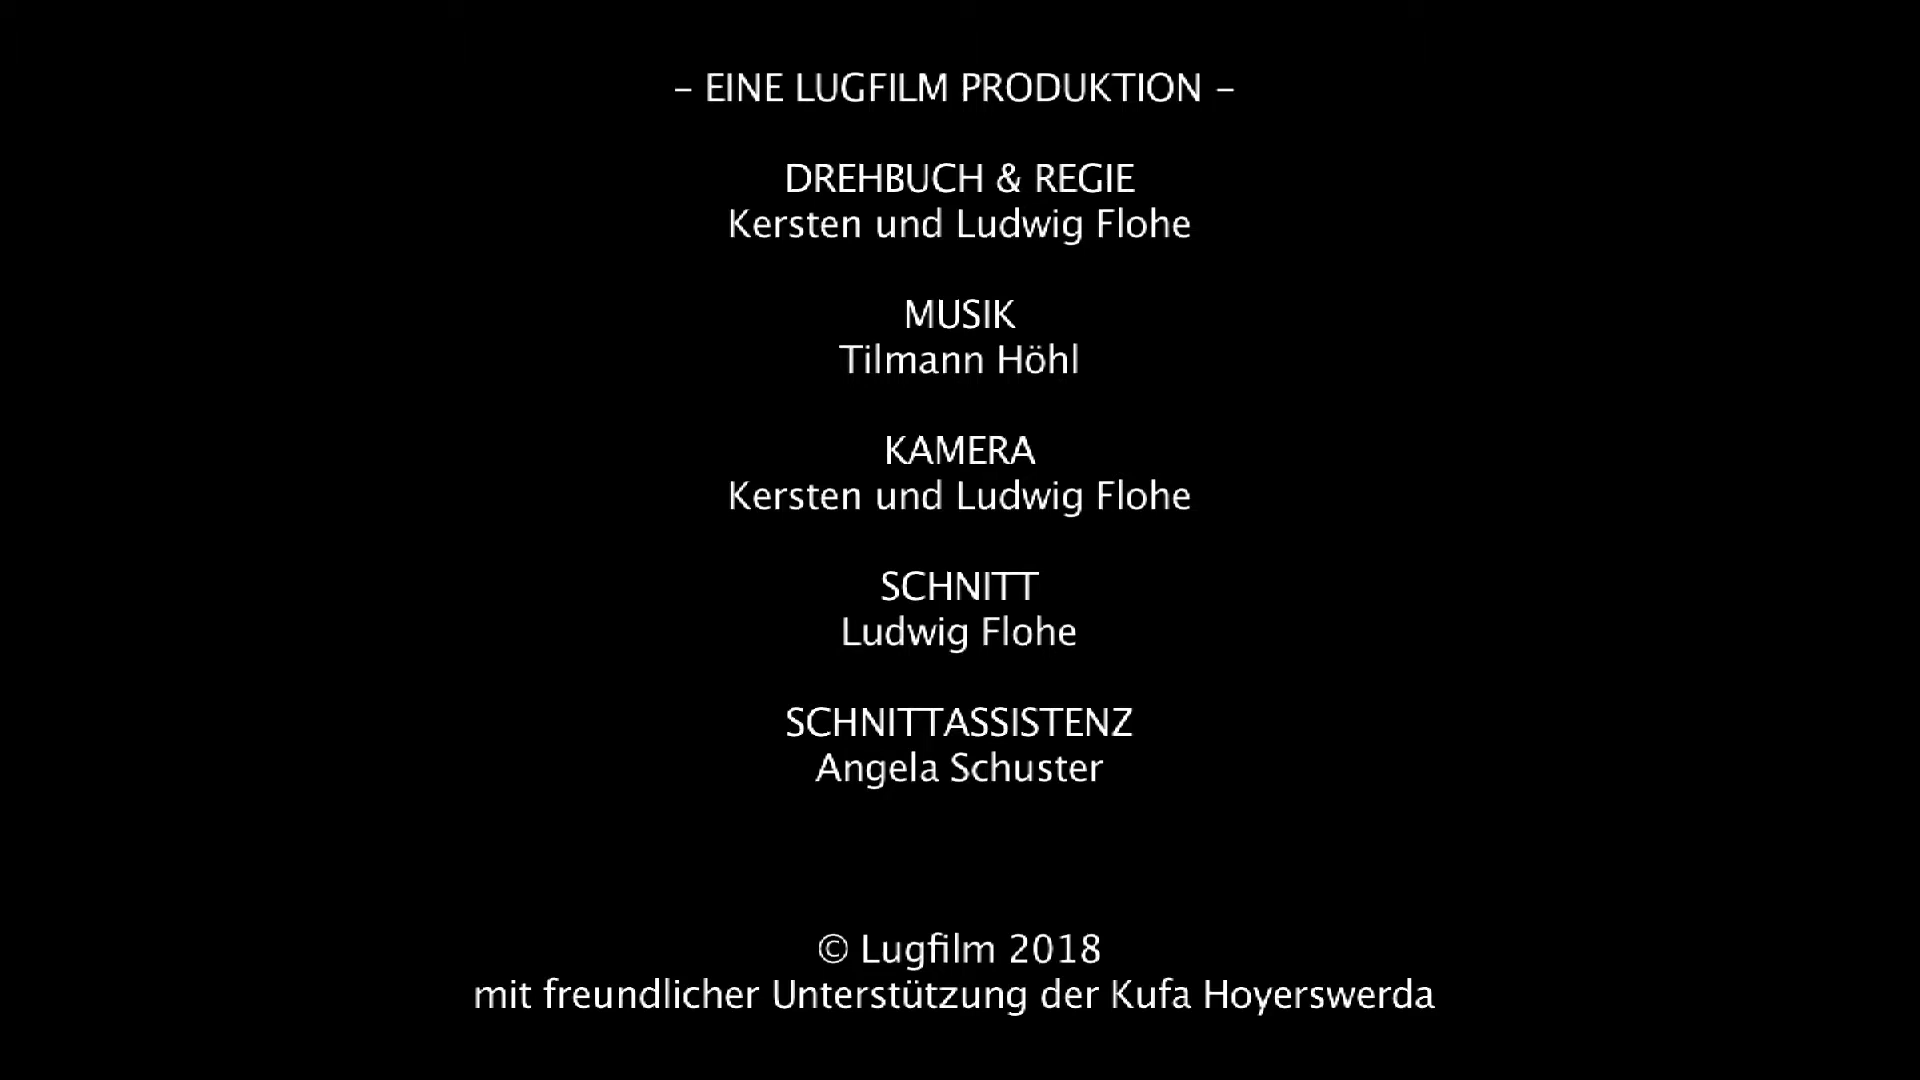 – EINE LUGFILM PRODUKTION –
DREHBUCH & REGIE
Kersten und Ludwig Flohe
MUSIK
Tilmann Höhl
KAMERA
Kersten und Ludwig Flohe
SCHNITT
Ludwig Flohe
SCHNITTASSISTENZ
Angela Schuster
© Lugfilm 2018
mit freundlicher Unterstützung der Kufa Hoyerswerda